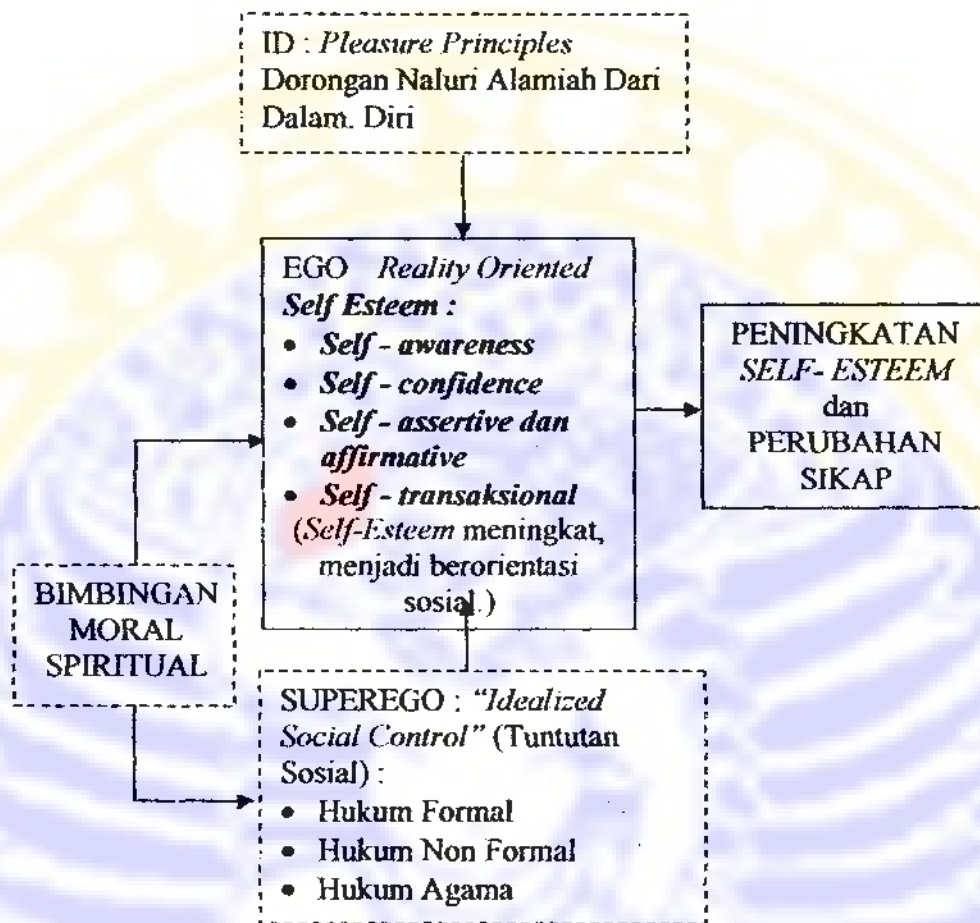 ID : Pleasure Principles
Dorongan Naluri Alamiah Dari
Dalam. Diri
EGO Reality Oriented
Self Esteem :
• Self - awareness
• Self - confidence
• Self - assertive dan
affirmative
• Self - transaksional
(Self-Esteem meningkat,
menjadi berorientasi
sosial.)
PENINGKATAN
SELF- ESTEEM
dan
PERUBAHAN
SIKAP
BIMBINGAN
MORAL
SPIRITUAL
SUPEREGO : "Idealized
Social Control" (Tuntutan
Sosial) :
• Hukum Formal
• Hukum Non Formal
• Hukum Agama